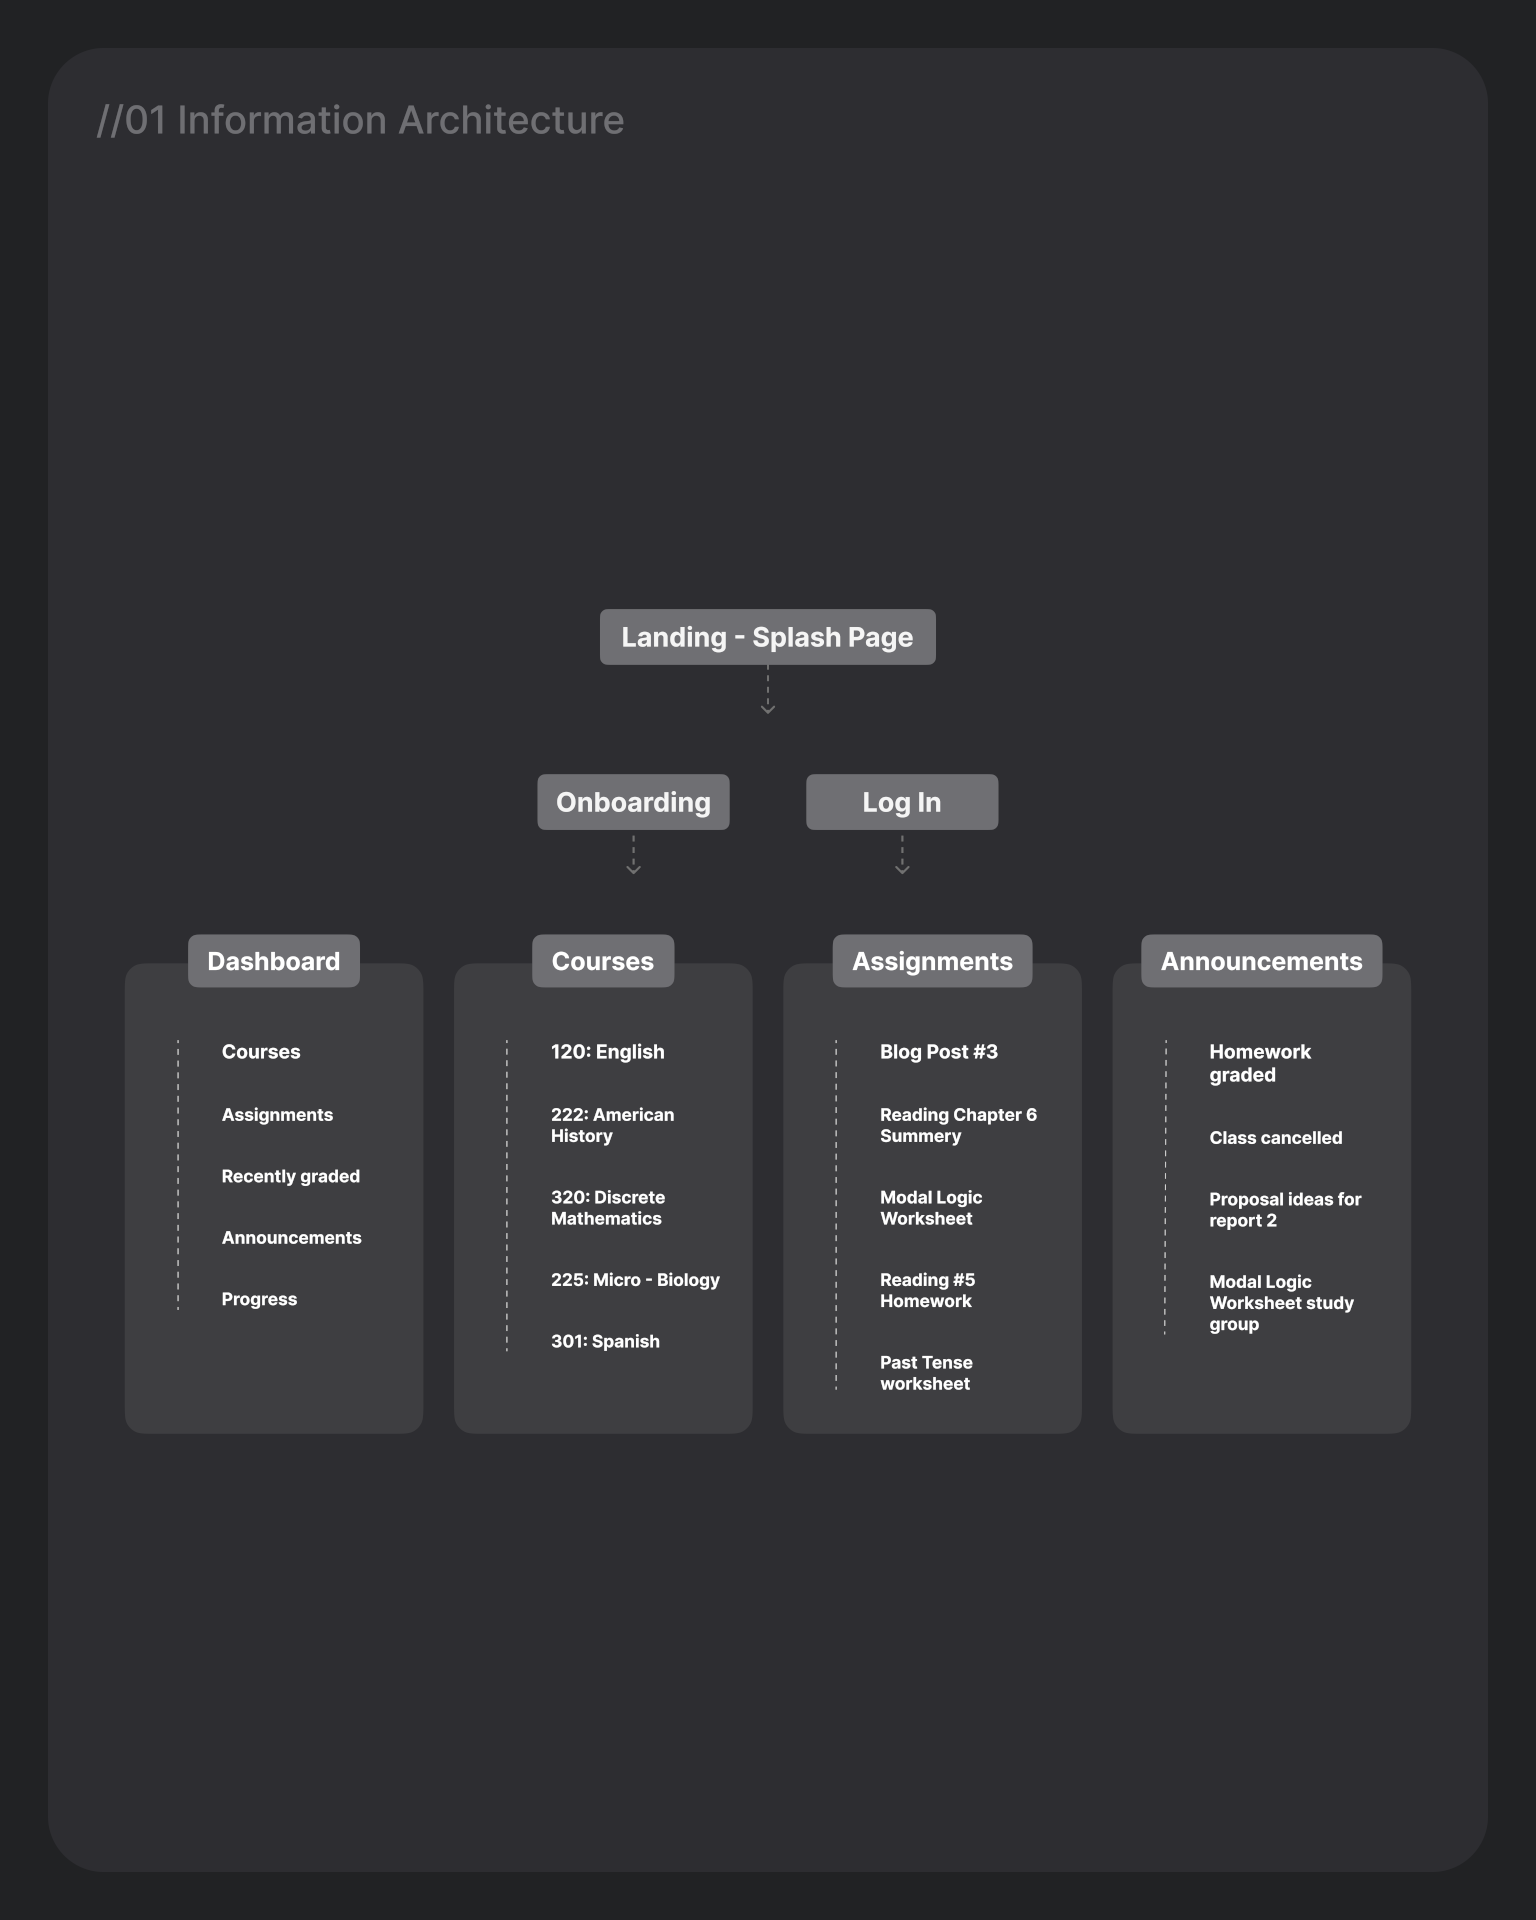 //01 Information Architecture
Landing - Splash Page
Onboarding
Log In
Dashboard
Courses
Assignments
Recently graded
Announcements
Progress
Courses
120: English
222: American
History
320: Discrete
Mathematics
225: Micro - Biology
301: Spanish
Assignments
Blog Post #3
Reading Chapter 6
Summery
Modal Logic
Worksheet
Reading #5
Homework
Past Tense
worksheet
Announcements
Homework
graded
Class cancelled
Proposal ideas for
report 2
Modal Logic
Worksheet study
group